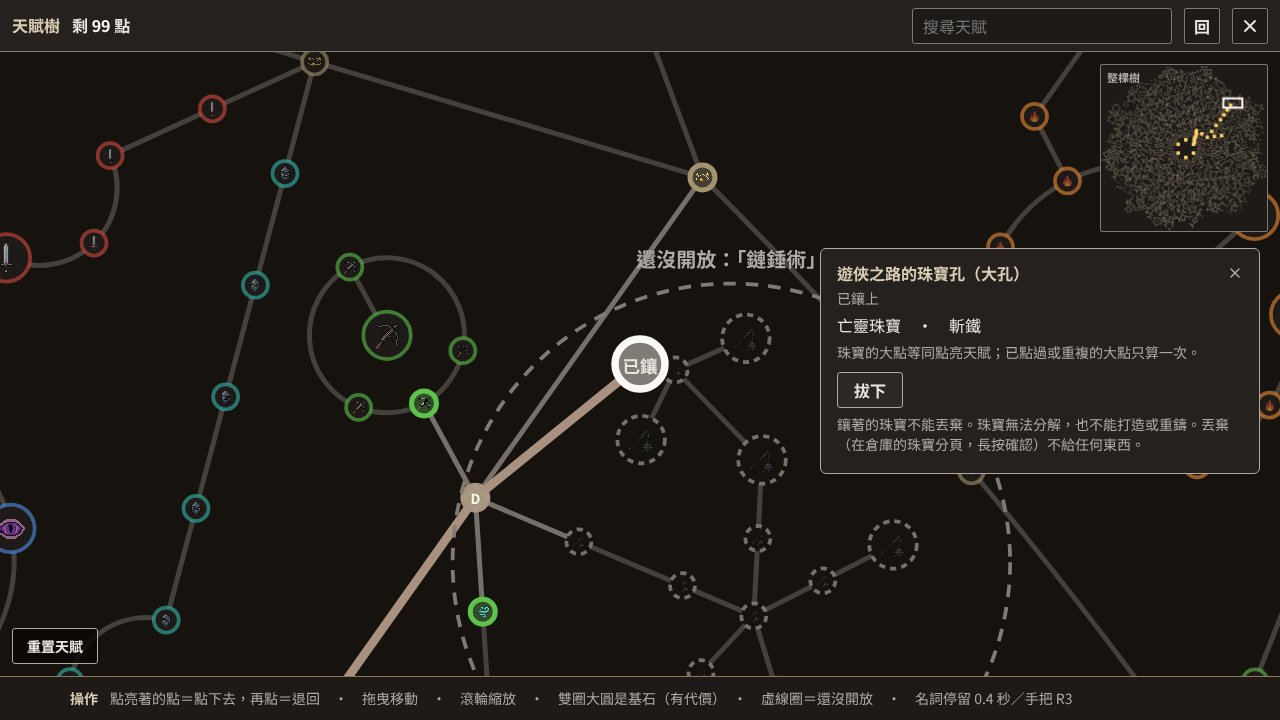 天賦樹 剩 99 點
搜尋天賦
回
整棵樹
還沒開放：「鏈錘術」
遊俠之路的珠寶孔（大孔）
已鑲上
亡靈珠寶 • 斬鐵
珠寶的大點等同點亮天賦；已點過或重複的大點只算一次。
拔下
鑲著的珠寶不能丟棄。珠寶無法分解，也不能打造或重鑄。丟棄
（在倉庫的珠寶分頁，長按確認）不給任何東西。
已鑲
D
重置天賦
操作 點亮著的點＝點下去，再點＝退回 • 拖曳移動 • 滾輪縮放 • 雙圈大圓是基石（有代價） • 虛線圈＝還沒開放 • 名詞停留 0.4 秒／手把 R3